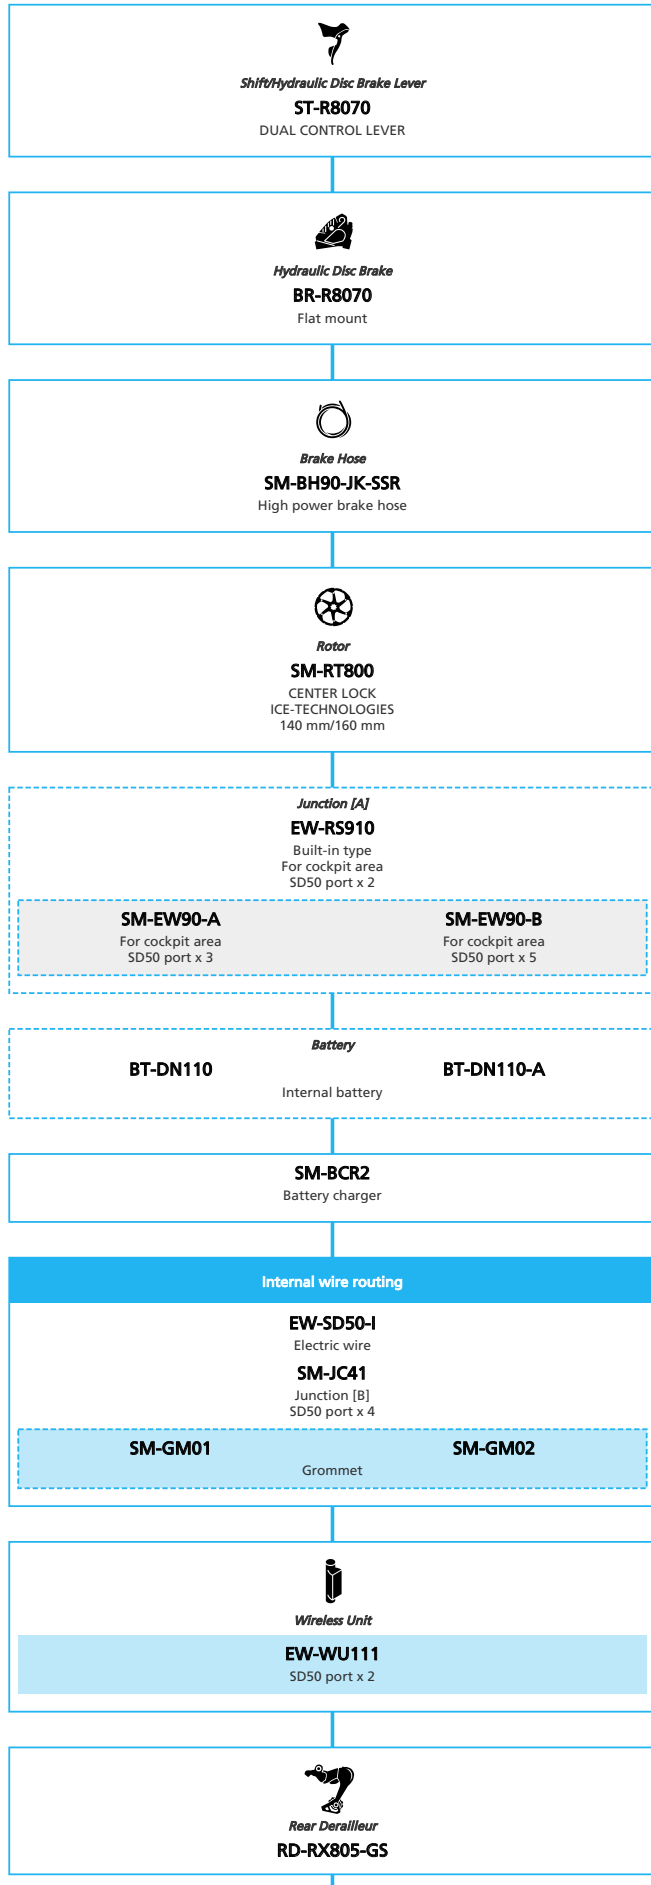 Shift/Hydraulic Disc Brake Lever
ST-R8070
DUAL CONTROL LEVER
Hydraulic Disc Brake
BR-R8070
Flat mount
Brake Hose
SM-BH90-JK-SSR
High power brake hose
Rotor
SM-RT800
CENTER LOCK
ICE-TECHNOLOGIES
140 mm/160 mm
Junction [A]
EW-RS910
Built-in type
For cockpit area
SD50 port x 2
SM-EW90-A
For cockpit area
SD50 port x 3
SM-EW90-B
For cockpit area
SD50 port x 5
Battery
BT-DN110 BT-DN110-A
Internal battery
SM-BCR2
Battery charger
Internal wire routing
EW-SD50-I
Electric wire
SM-JC41
Junction [B]
SD50 port x 4
SM-GM01 SM-GM02
Grommet
Wireless Unit
EW-WU111
SD50 port x 2
Rear Derailleur
RD-RX805-GS